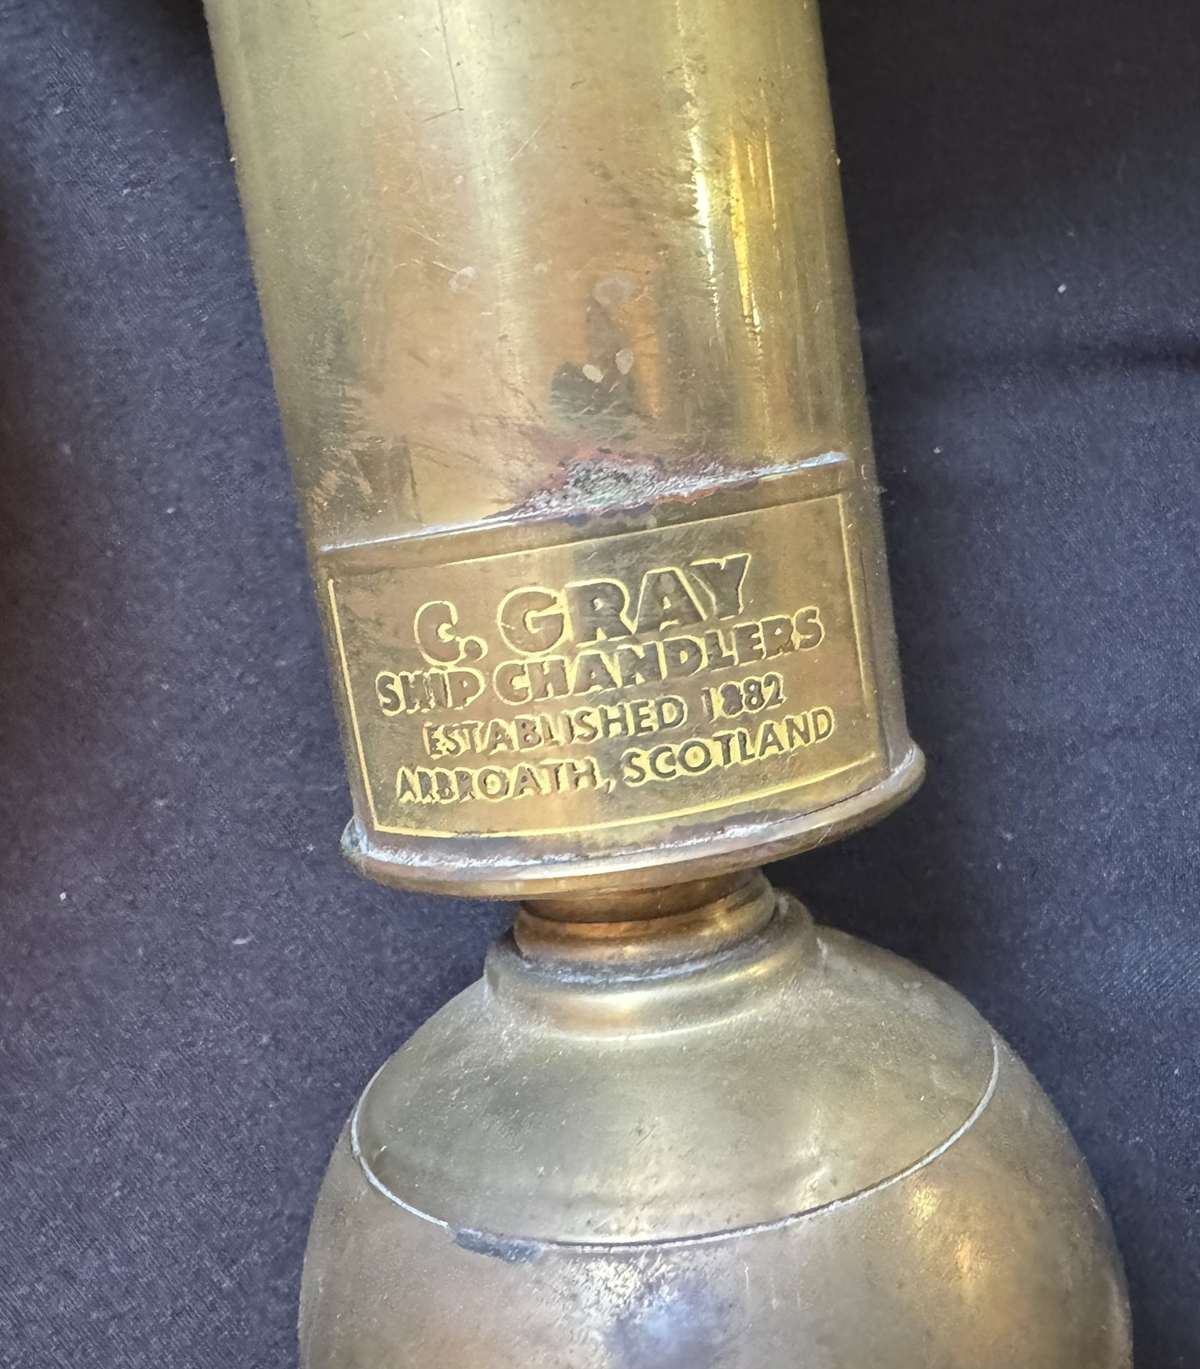 C. GRAY
SHIP CHANDLERS
ESTABLISHED 1882
ARBROATH, SCOTLAND